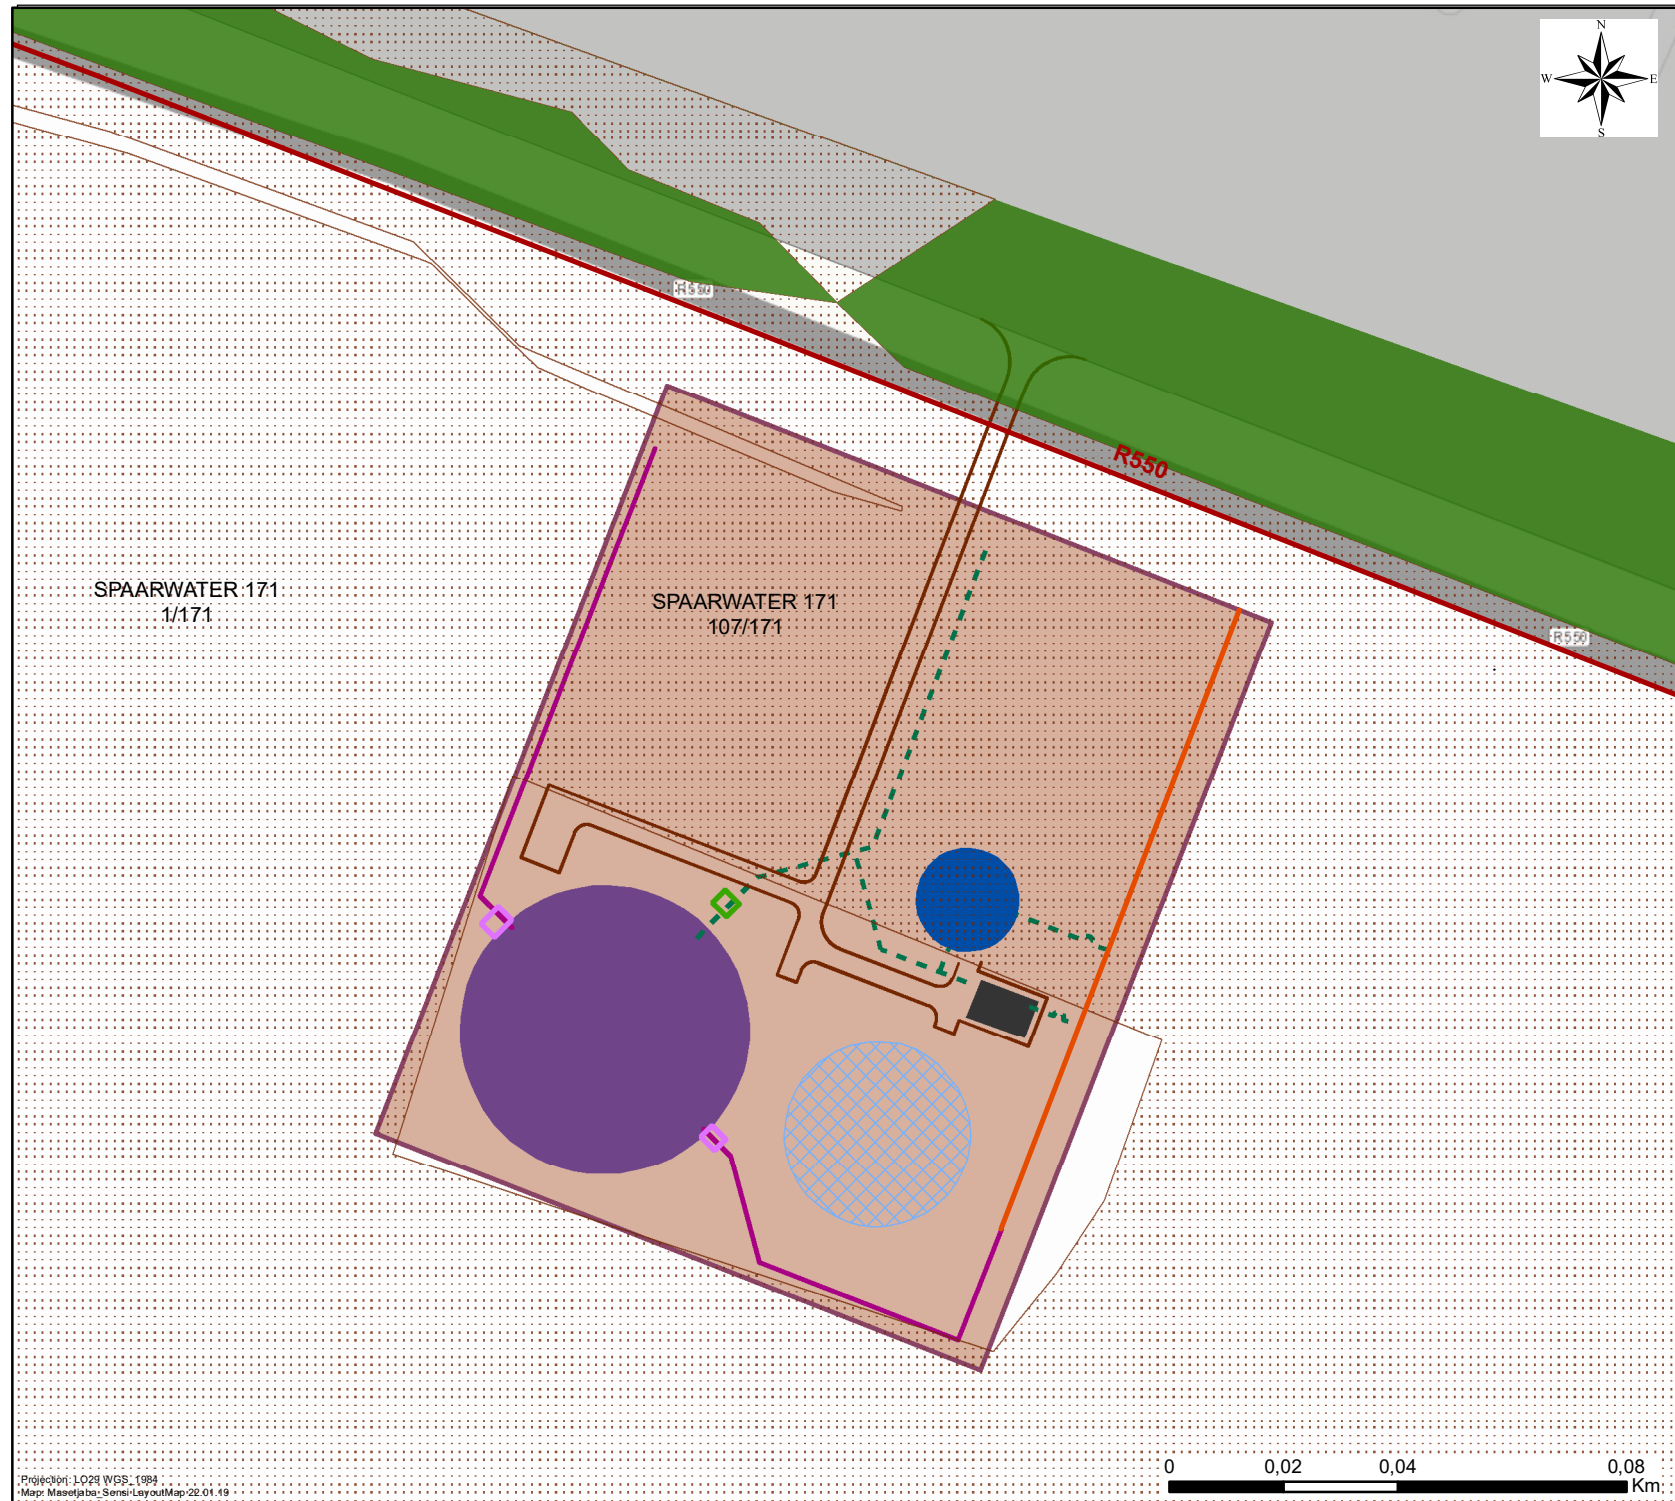 N
W E
S
R550
R550
SPAARWATER 171
1/171
SPAARWATER 171
107/171
R550
0 0,02 0,04 0,08
Km
Projection: LO29 WGS_1984
Map: Masetjaba_Sensi LayoutMap 22.01.19